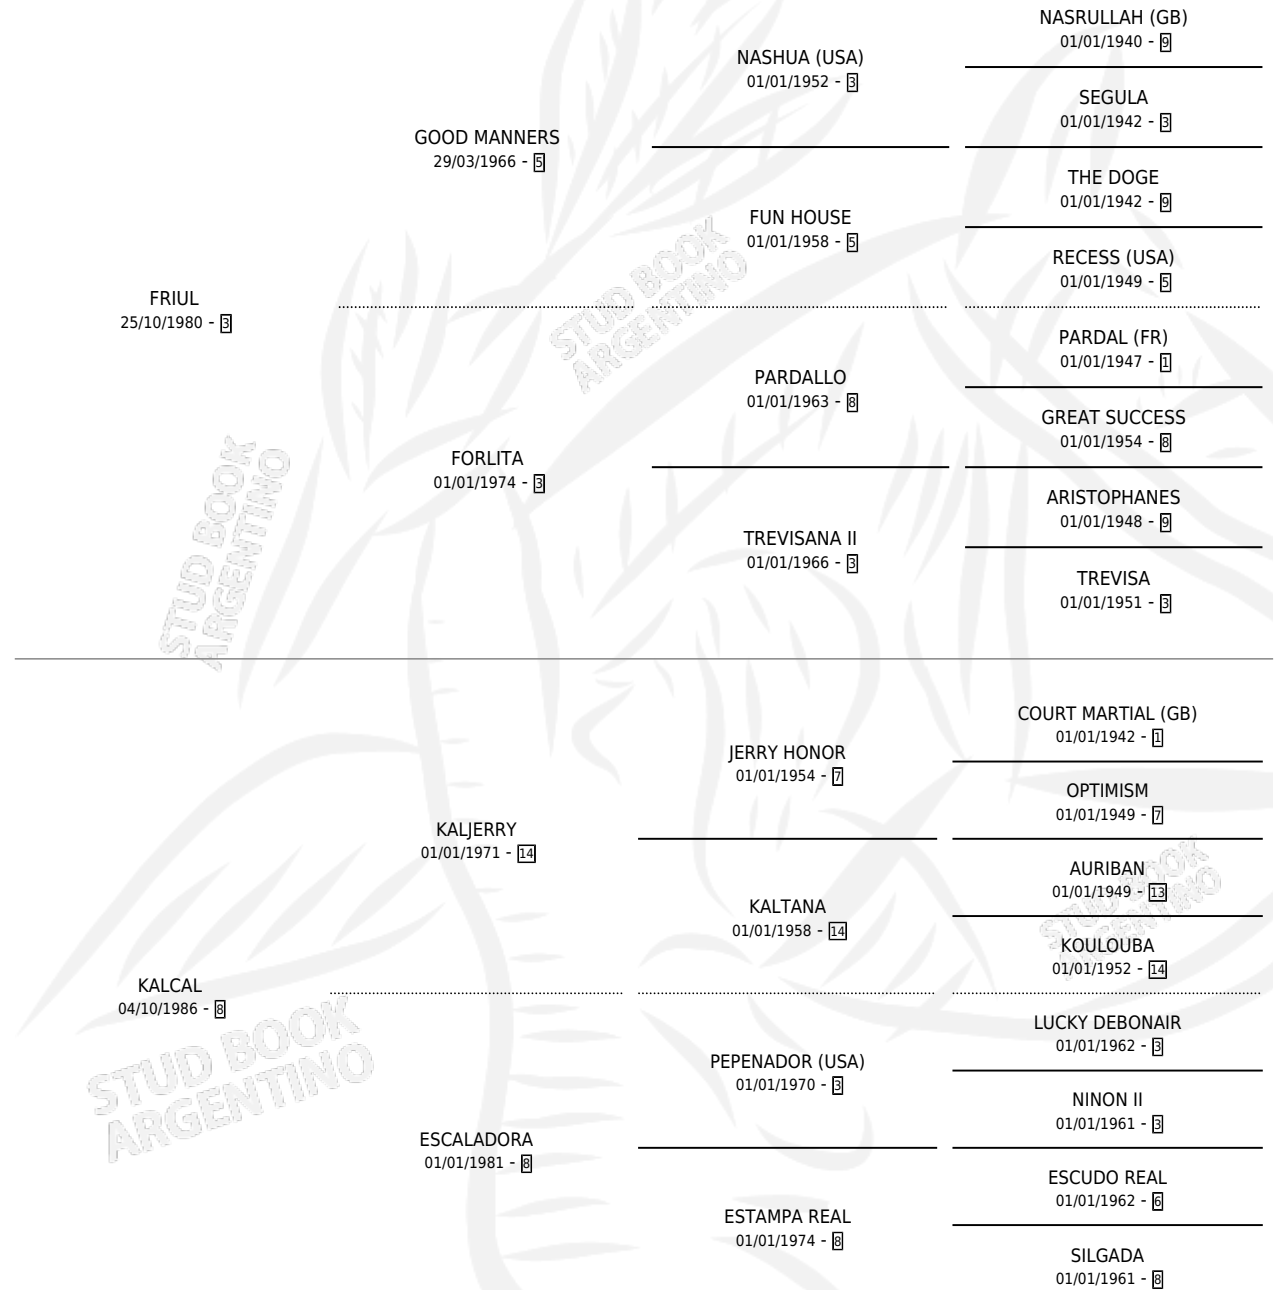 NASRULLAH (GB)
01/01/1940 - 9
NASHUA (USA)
01/01/1952 - 3
SEGULA
01/01/1942 - 3
GOOD MANNERS
29/03/1966 - 5
THE DOGE
01/01/1942 - 9
FUN HOUSE
01/01/1958 - 5
RECESS (USA)
01/01/1949 - 5
FRIUL
25/10/1980 - 3
PARDAL (FR)
01/01/1947 - 1
PARDALLO
01/01/1963 - 8
GREAT SUCCESS
01/01/1954 - 8
FORLITA
01/01/1974 - 3
ARISTOPHANES
01/01/1948 - 9
TREVISANA II
01/01/1966 - 3
TREVISA
01/01/1951 - 3
COURT MARTIAL (GB)
01/01/1942 - 1
JERRY HONOR
01/01/1954 - 7
OPTIMISM
01/01/1949 - 7
KALJERRY
01/01/1971 - 14
AURIBAN
01/01/1949 - 13
KALTANA
01/01/1958 - 14
KOULOUBA
01/01/1952 - 14
KALCAL
04/10/1986 - 8
LUCKY DEBONAIR
01/01/1962 - 3
PEPENADOR (USA)
01/01/1970 - 3
NINON II
01/01/1961 - 3
ESCALADORA
01/01/1981 - 8
ESCUDO REAL
01/01/1962 - 6
ESTAMPA REAL
01/01/1974 - 8
SILGADA
01/01/1961 - 8
STUD BOOK
ARGENTINO
STUD BOOK
ARGENTINO
STUD BOOK
ARGENTINO
STUD BOOK
ARGENTINO